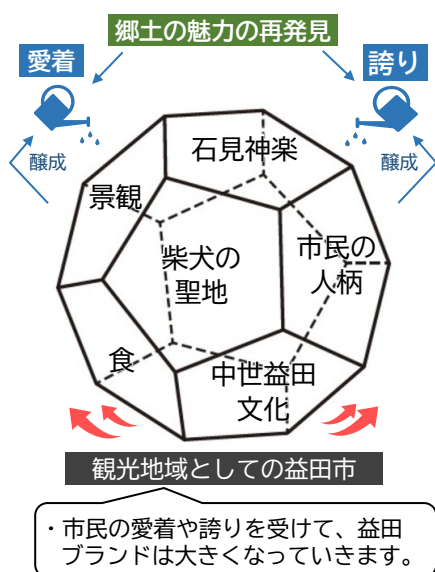 郷土の魅力の再発見
愛着
誇り
醸成
醸成
石見神楽
景観
市民の
人柄
柴犬の
聖地
食
中世益田
文化
観光地域としての益田市
・市民の愛着や誇りを受けて、益田
ブランドは大きくなっていきます。